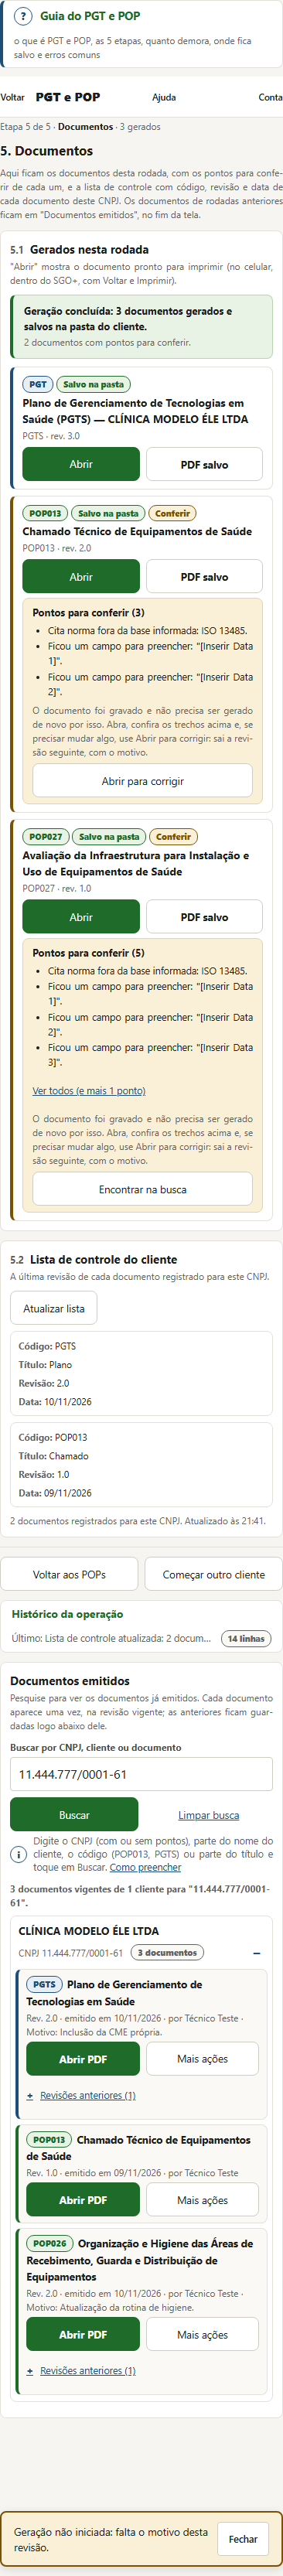 ? Guia do PGT e POP
o que é PGT e POP, as 5 etapas, quanto demora, onde fica
salvo e erros comuns
Voltar PGT e POP Ajuda Conta
Etapa 5 de 5 · Documentos · 3 gerados
5. Documentos
Aqui ficam os documentos desta rodada, com os pontos para confe-
rir de cada um, e a lista de controle com código, revisão e data de
cada documento deste CNPJ. Os documentos de rodadas anteriores
ficam em "Documentos emitidos", no fim da tela.
5.1 Gerados nesta rodada
"Abrir" mostra o documento pronto para imprimir (no celular,
dentro do SGO+, com Voltar e Imprimir).
Geração concluída: 3 documentos gerados e
salvos na pasta do cliente.
2 documentos com pontos para conferir.
PGT Salvo na pasta
Plano de Gerenciamento de Tecnologias em
Saúde (PGTS) — CLÍNICA MODELO ÉLE LTDA
PGTS · rev. 3.0
Abrir PDF salvo
POP013 Salvo na pasta Conferir
Chamado Técnico de Equipamentos de Saúde
POP013 · rev. 2.0
Abrir PDF salvo
Pontos para conferir (3)
• Cita norma fora da base informada: ISO 13485.
• Ficou um campo para preencher: "[Inserir Data
1]".
• Ficou um campo para preencher: "[Inserir Data
2]".
O documento foi gravado e não precisa ser gerado
de novo por isso. Abra, confira os trechos acima e, se
precisar mudar algo, use Abrir para corrigir: sai a revi-
são seguinte, com o motivo.
Abrir para corrigir
POP027 Salvo na pasta Conferir
Avaliação da Infraestrutura para Instalação e
Uso de Equipamentos de Saúde
POP027 · rev. 1.0
Abrir PDF salvo
Pontos para conferir (5)
• Cita norma fora da base informada: ISO 13485.
• Ficou um campo para preencher: "[Inserir Data
1]".
• Ficou um campo para preencher: "[Inserir Data
2]".
• Ficou um campo para preencher: "[Inserir Data
3]".
Ver todos (e mais 1 ponto)
O documento foi gravado e não precisa ser gerado
de novo por isso. Abra, confira os trechos acima e, se
precisar mudar algo, use Abrir para corrigir: sai a revi-
são seguinte, com o motivo.
Encontrar na busca
5.2 Lista de controle do cliente
A última revisão de cada documento registrado para este CNPJ.
Atualizar lista
Código: PGTS
Título: Plano
Revisão: 2.0
Data: 10/11/2026
Código: POP013
Título: Chamado
Revisão: 1.0
Data: 09/11/2026
2 documentos registrados para este CNPJ. Atualizado às 21:41.
Voltar aos POPs Começar outro cliente
Histórico da operação
Último: Lista de controle atualizada: 2 docum... 14 linhas
Documentos emitidos
Pesquise para ver os documentos já emitidos. Cada documento
aparece uma vez, na revisão vigente; as anteriores ficam guar-
dadas logo abaixo dele.
Buscar por CNPJ, cliente ou documento
11.444.777/0001-61
Buscar Limpar busca
i Digite o CNPJ (com ou sem pontos), parte do nome do
cliente, o código (POP013, PGTS) ou parte do título e
toque em Buscar. Como preencher
3 documentos vigentes de 1 cliente para "11.444.777/0001-
61".
CLÍNICA MODELO ÉLE LTDA
CNPJ 11.444.777/0001-61 3 documentos −
PGTS Plano de Gerenciamento de
Tecnologias em Saúde
Rev. 2.0 · emitido em 10/11/2026 · por Técnico Teste ·
Motivo: Inclusão da CME própria.
Abrir PDF Mais ações
+ Revisões anteriores (1)
POP013 Chamado Técnico de Equipamentos
de Saúde
Rev. 1.0 · emitido em 09/11/2026 · por Técnico Teste
Abrir PDF Mais ações
POP026 Organização e Higiene das Áreas de
Recebimento, Guarda e Distribuição de
Equipamentos
Rev. 2.0 · emitido em 10/11/2026 · por Técnico Teste ·
Motivo: Atualização da rotina de higiene.
Abrir PDF Mais ações
+ Revisões anteriores (1)
Geração não iniciada: falta o motivo desta
revisão.
Fechar